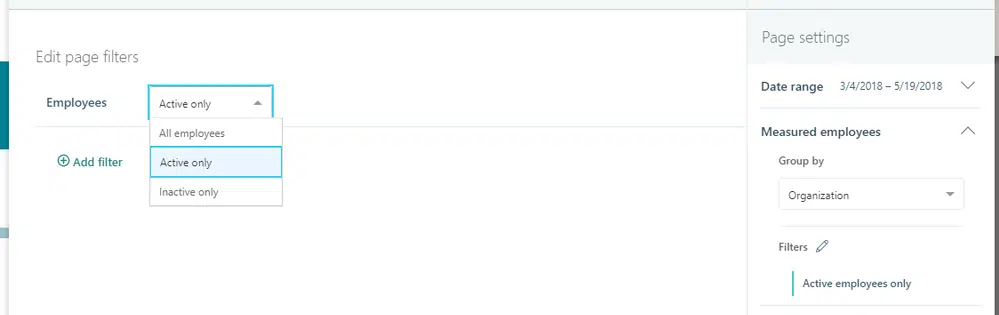 Edit page filters
Employees
Active only
All employees
Active only
Inactive only
Add filter
Page settings
Date range 3/4/2018 – 5/19/2018
Measured employees
Group by
Organization
Filters
Active employees only